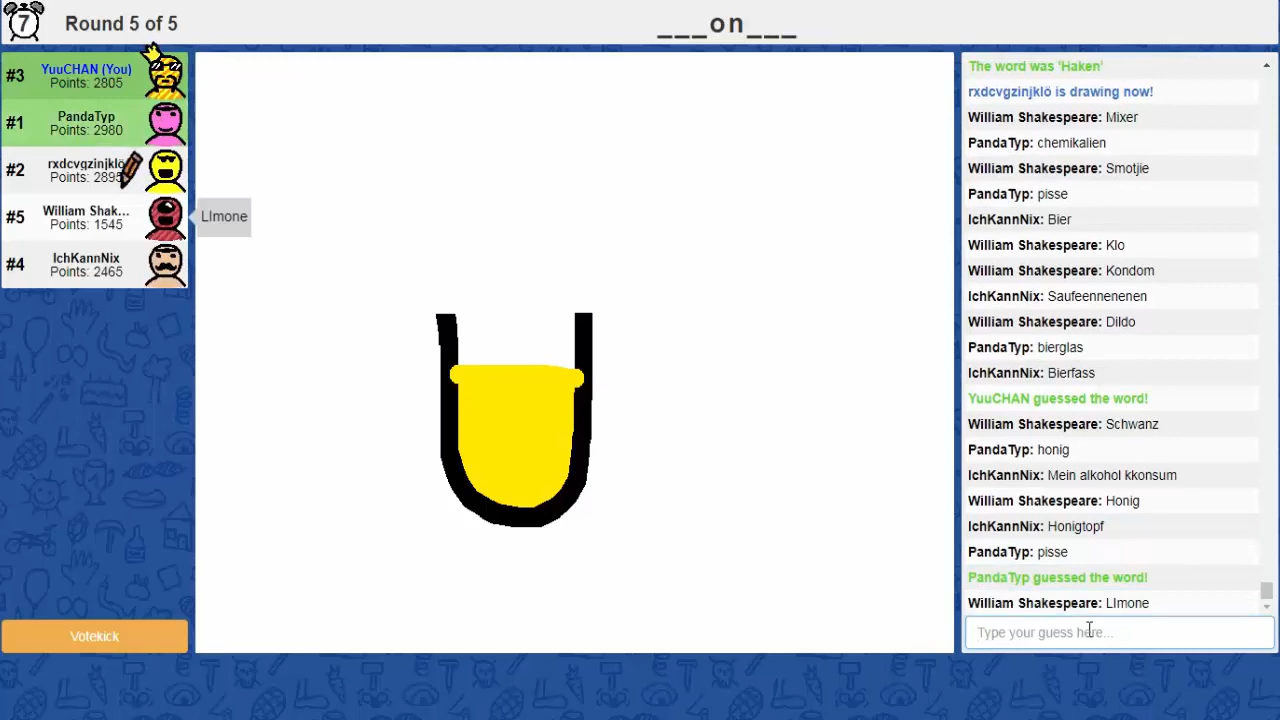 7
Round 5 of 5
___on___
#3
YuuCHAN (You)
Points: 2805
#1
PandaTyp
Points: 2980
#2
rxdcvgzinjklö
Points: 2895
#5
William Shak...
Points: 1545
LImone
#4
IchKannNix
Points: 2465
Votekick
The word was 'Haken'
rxdcvgzinjklö is drawing now!
William Shakespeare: Mixer
PandaTyp: chemikalien
William Shakespeare: Smotjie
PandaTyp: pisse
IchKannNix: Bier
William Shakespeare: Klo
William Shakespeare: Kondom
IchKannNix: Saufeennenenen
William Shakespeare: Dildo
PandaTyp: bierglas
IchKannNix: Bierfass
YuuCHAN guessed the word!
William Shakespeare: Schwanz
PandaTyp: honig
IchKannNix: Mein alkohol kkonsum
William Shakespeare: Honig
IchKannNix: Honigtopf
PandaTyp: pisse
PandaTyp guessed the word!
William Shakespeare: LImone
Type your guess here...